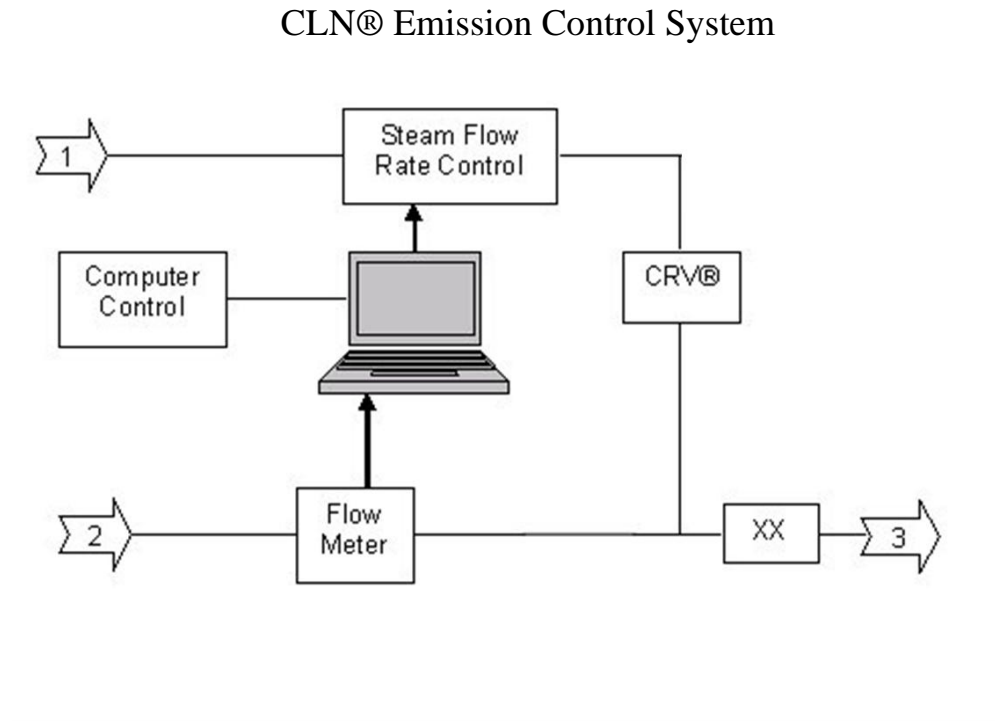 CLN® Emission Control System
1
Steam Flow
Rate Control
Computer
Control
CRV®
2
Flow
Meter
XX
3